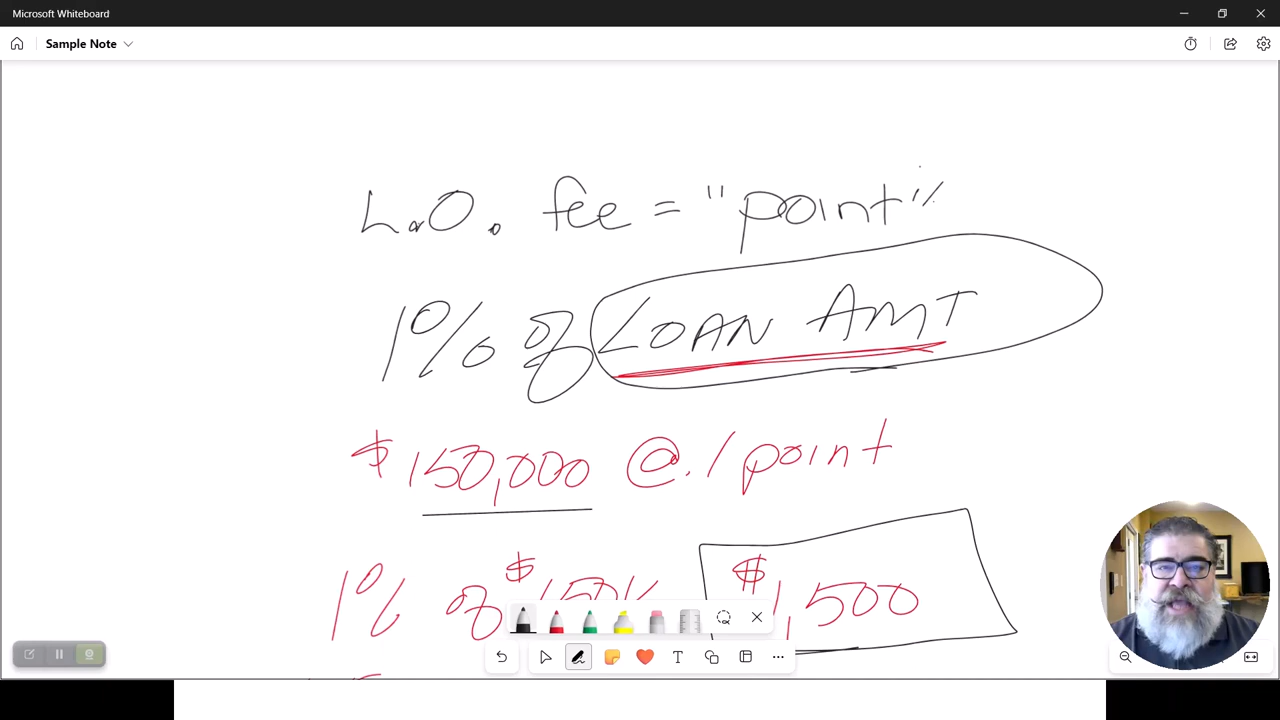 Microsoft Whiteboard
Sample Note
L.O. fee = "point"
1% of LOAN AMT
$150,000 @ 1 point
1% of $150K $1,500